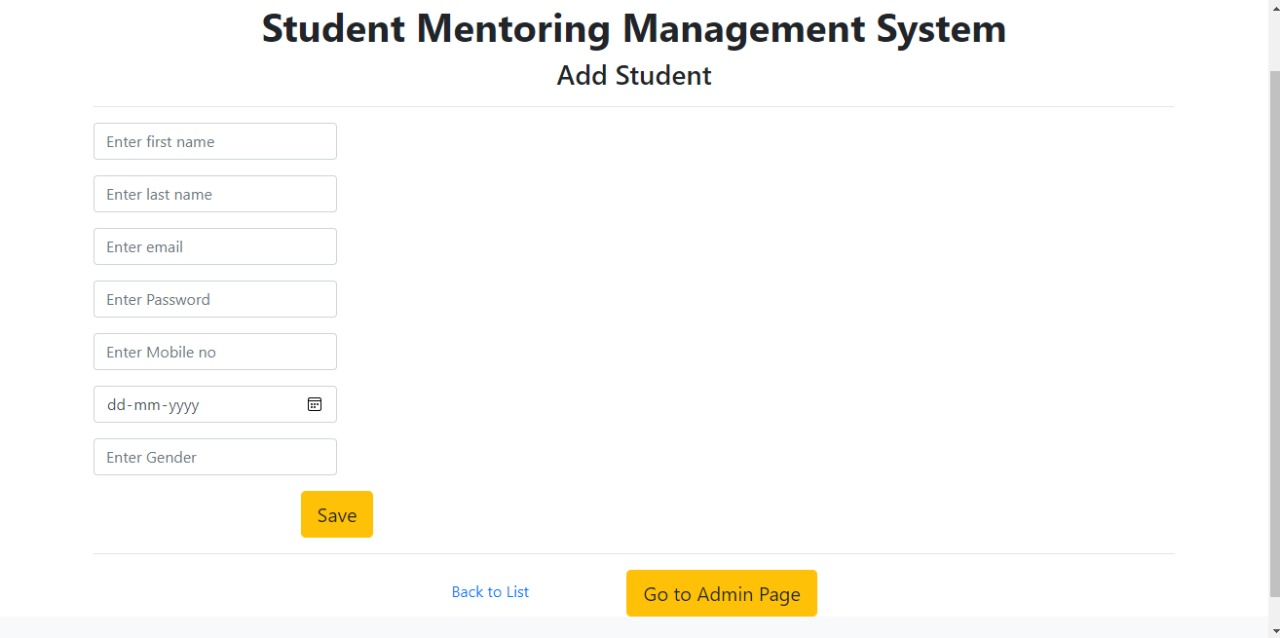 Student Mentoring Management System
Add Student
Enter first name
Enter last name
Enter email
Enter Password
Enter Mobile no
dd-mm-yyyy
Enter Gender
Save
Back to List
Go to Admin Page